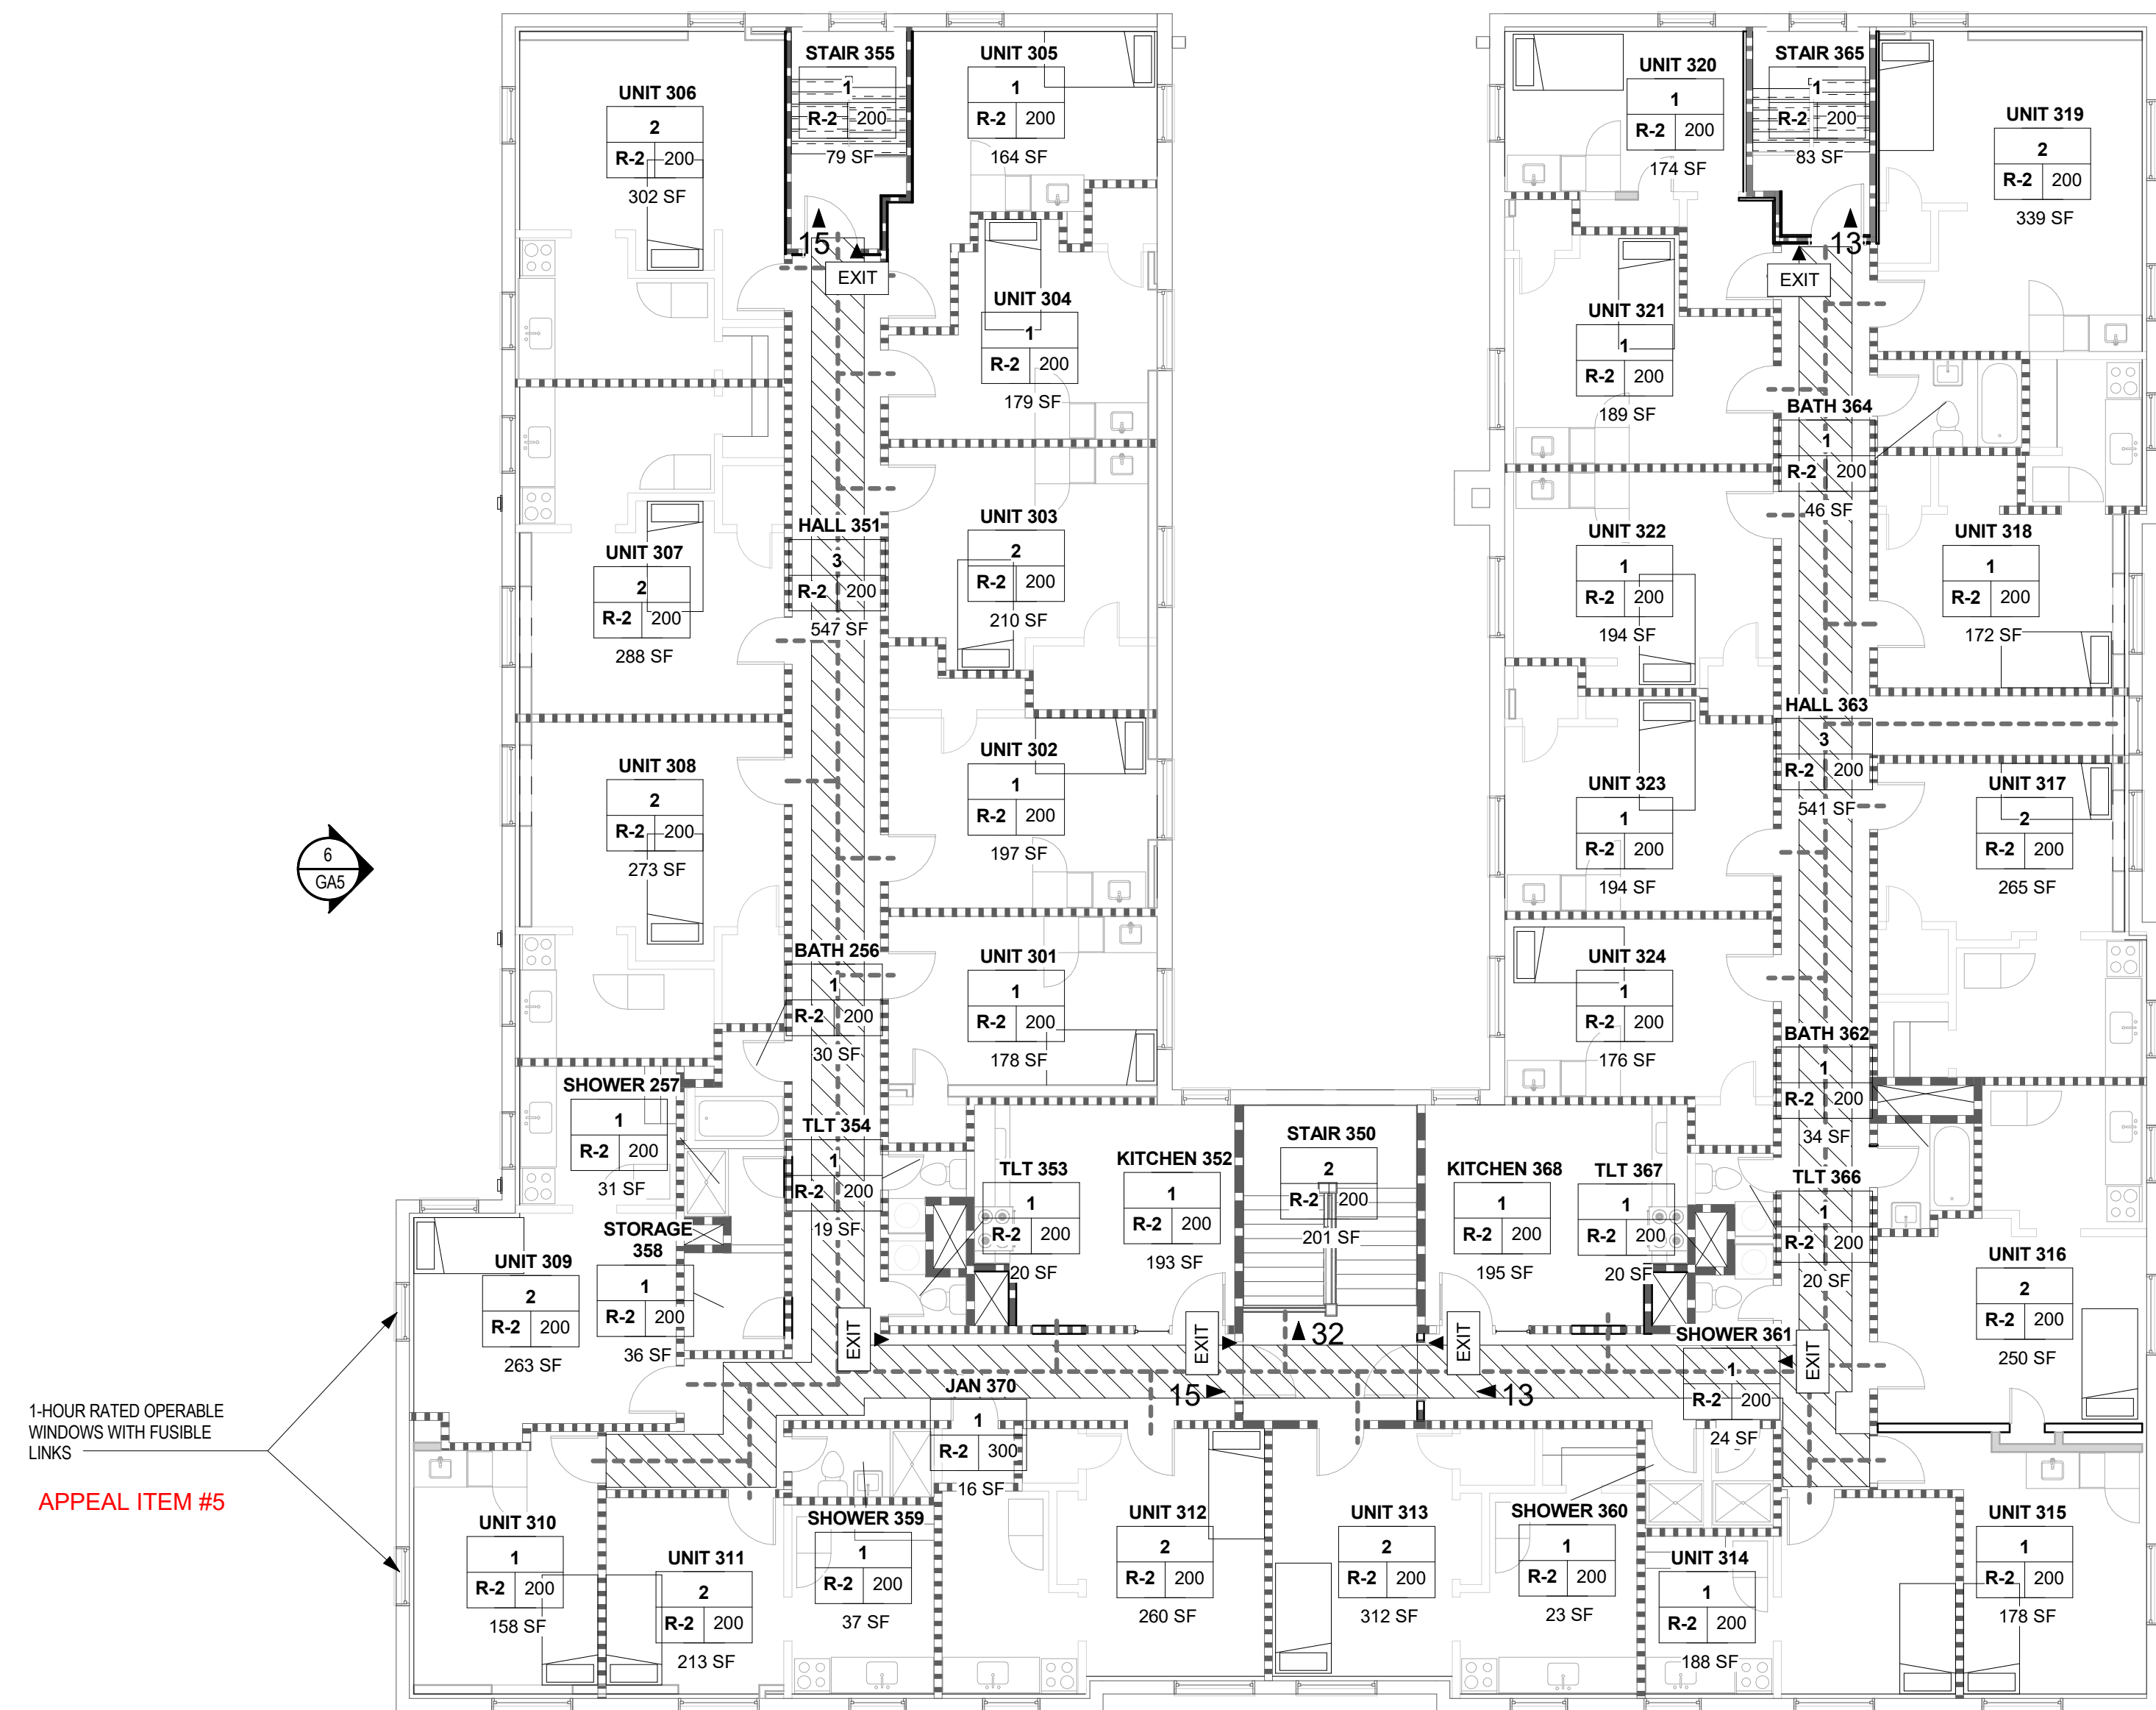 STAIR 355
1
R-2 200
79 SF
UNIT 305
1
R-2 200
164 SF
UNIT 306
2
R-2 200
302 SF
UNIT 320
1
R-2 200
174 SF
STAIR 365
1
R-2 200
83 SF
UNIT 319
2
R-2 200
339 SF
15
EXIT
13
EXIT
UNIT 304
1
R-2 200
179 SF
UNIT 321
1
R-2 200
189 SF
BATH 364
1
R-2 200
46 SF
HALL 351
3
R-2 200
547 SF
UNIT 303
2
R-2 200
210 SF
UNIT 307
2
R-2 200
288 SF
UNIT 322
1
R-2 200
194 SF
UNIT 318
1
R-2 200
172 SF
HALL 363
3
R-2 200
541 SF
UNIT 308
2
R-2 200
273 SF
UNIT 302
1
R-2 200
197 SF
UNIT 323
1
R-2 200
194 SF
UNIT 317
2
R-2 200
265 SF
6
GA5
BATH 256
1
R-2 200
30 SF
UNIT 301
1
R-2 200
178 SF
UNIT 324
1
R-2 200
176 SF
BATH 362
1
R-2 200
34 SF
SHOWER 257
1
R-2 200
31 SF
TLT 354
1
R-2 200
19 SF
TLT 353
1
R-2 200
20 SF
KITCHEN 352
1
R-2 200
193 SF
STAIR 350
2
R-2 200
201 SF
KITCHEN 368
1
R-2 200
195 SF
TLT 367
1
R-2 200
20 SF
TLT 366
1
R-2 200
20 SF
UNIT 309
2
R-2 200
263 SF
STORAGE
358
1
R-2 200
36 SF
UNIT 316
2
R-2 200
250 SF
EXIT
EXIT
32
EXIT
SHOWER 361
1
R-2 200
24 SF
EXIT
15
13
JAN 370
1
R-2 300
16 SF
1-HOUR RATED OPERABLE
WINDOWS WITH FUSIBLE
LINKS
APPEAL ITEM #5
UNIT 310
1
R-2 200
158 SF
UNIT 311
2
R-2 200
213 SF
SHOWER 359
1
R-2 200
37 SF
UNIT 312
2
R-2 200
260 SF
UNIT 313
2
R-2 200
312 SF
SHOWER 360
1
R-2 200
23 SF
UNIT 314
1
R-2 200
188 SF
UNIT 315
1
R-2 200
178 SF